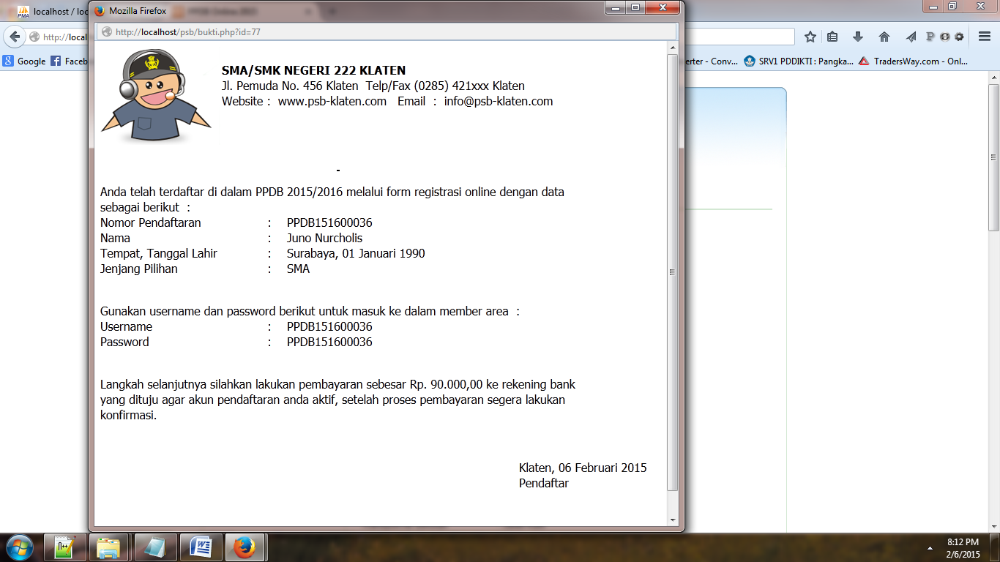 localhost / loc
Mozilla Firefox
http://local
http://localhost/psb/bukti.php?id=77
Google Faceb
erter - Conv... SRV1 PDDIKTI : Pangka... TradersWay.com - Onl...
SMA/SMK NEGERI 222 KLATEN
Jl. Pemuda No. 456 Klaten Telp/Fax (0285) 421xxx Klaten
Website : www.psb-klaten.com Email : info@psb-klaten.com
-
Anda telah terdaftar di dalam PPDB 2015/2016 melalui form registrasi online dengan data
sebagai berikut :
Nomor Pendaftaran : PPDB151600036
Nama : Juno Nurcholis
Tempat, Tanggal Lahir : Surabaya, 01 Januari 1990
Jenjang Pilihan : SMA
Gunakan username dan password berikut untuk masuk ke dalam member area :
Username : PPDB151600036
Password : PPDB151600036
Langkah selanjutnya silahkan lakukan pembayaran sebesar Rp. 90.000,00 ke rekening bank
yang dituju agar akun pendaftaran anda aktif, setelah proses pembayaran segera lakukan
konfirmasi.
Klaten, 06 Februari 2015
Pendaftar
8:12 PM
2/6/2015